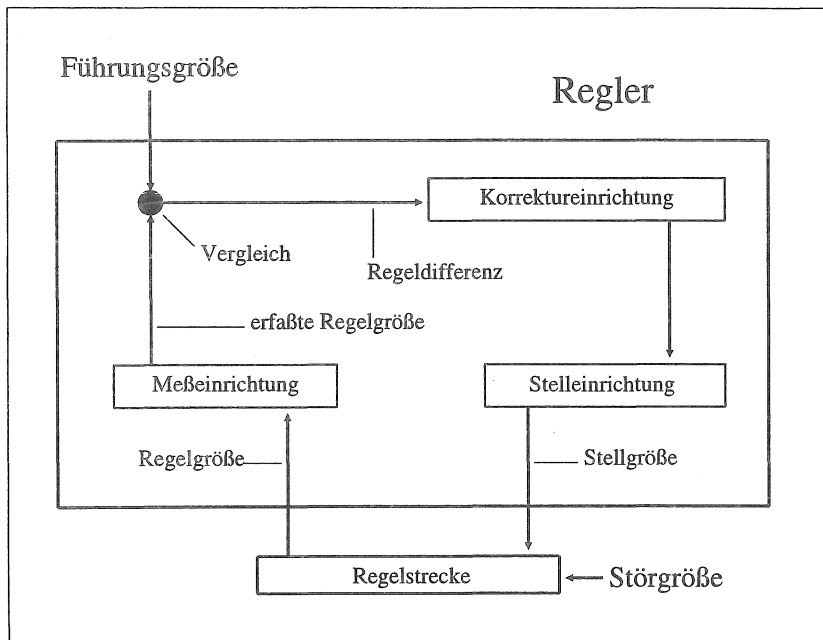 Führungsgröße
Regler
Korrektureinrichtung
Vergleich
Regeldifferenz
erfaßte Regelgröße
Meßeinrichtung
Stelleinrichtung
Regelgröße
Stellgröße
Regelstrecke
Störgröße